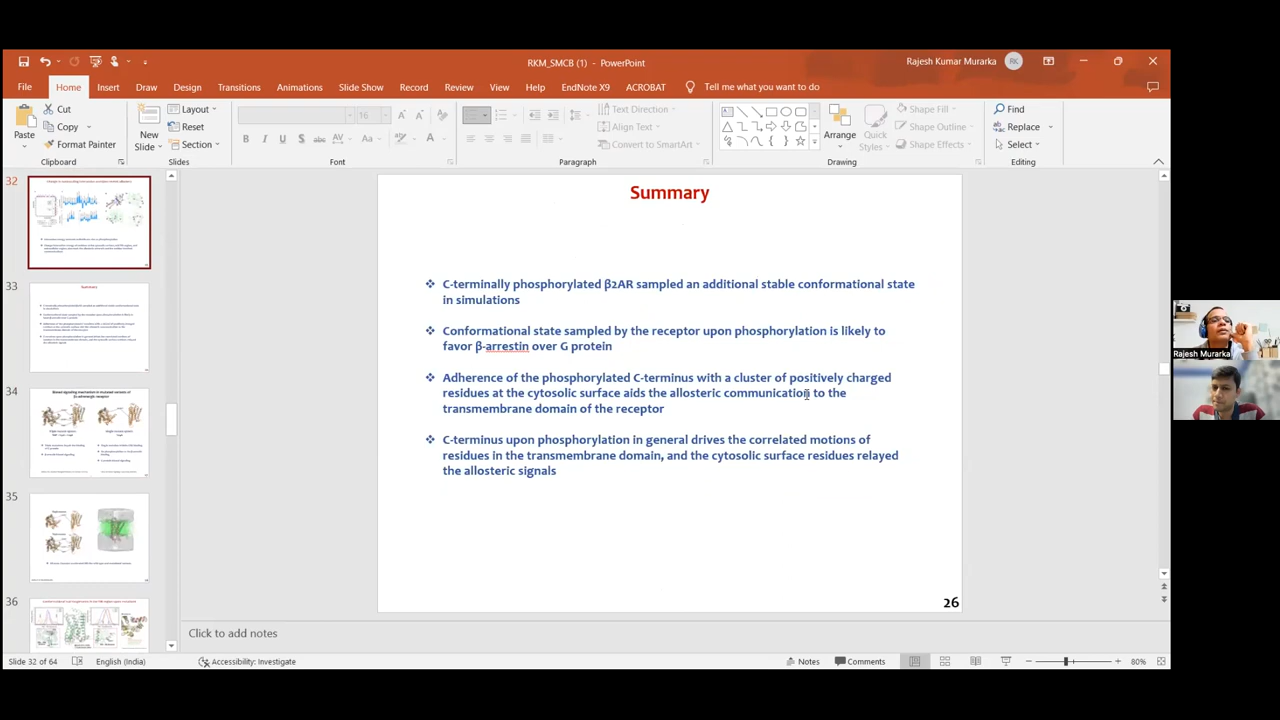 RKM_SMCB (1) - PowerPoint
Rajesh Kumar Murarka
RK
File
Home
Insert
Draw
Design
Transitions
Animations
Slide Show
Record
Review
View
Help
EndNote X9
ACROBAT
Tell me what you want to do
Paste
Cut
Copy
Format Painter
Clipboard
New
Slide
Layout
Reset
Section
Slides
16
Font
Text Direction
Align Text
Convert to SmartArt
Paragraph
Arrange
Quick
Styles
Shape Fill
Shape Outline
Shape Effects
Drawing
Find
Replace
Select
Editing
32
33
34
35
36
Summary
❖ C-terminally phosphorylated β2AR sampled an additional stable conformational state
in simulations
❖ Conformational state sampled by the receptor upon phosphorylation is likely to
favor β-arrestin over G protein
❖ Adherence of the phosphorylated C-terminus with a cluster of positively charged
residues at the cytosolic surface aids the allosteric communication to the
transmembrane domain of the receptor
❖ C-terminus upon phosphorylation in general drives the correlated motions of
residues in the transmembrane domain, and the cytosolic surface residues relayed
the allosteric signals
26
Rajesh Murarka
Click to add notes
Slide 32 of 64
English (India)
Accessibility: Investigate
Notes
Comments
80%